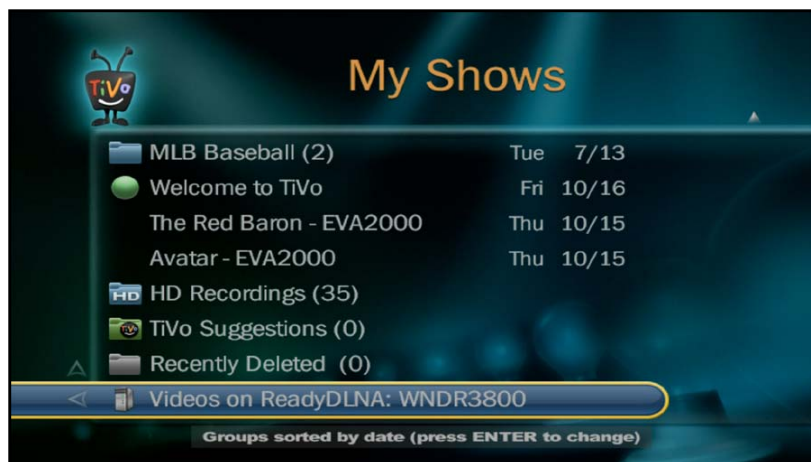 TiVo
My Shows
MLB Baseball (2) Tue 7/13
Welcome to TiVo Fri 10/16
The Red Baron - EVA2000 Thu 10/15
Avatar - EVA2000 Thu 10/15
HD HD Recordings (35)
TiVo TiVo Suggestions (0)
Recently Deleted (0)
Videos on ReadyDLNA: WNDR3800
Groups sorted by date (press ENTER to change)